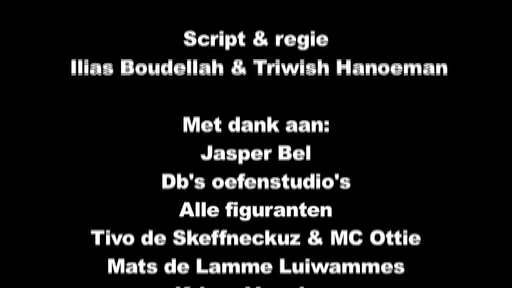 Script & regie
Ilias Boudellah & Triwish Hanoeman
Met dank aan:
Jasper Bel
Db's oefenstudio's
Alle figuranten
Tivo de Skeffneckuz & MC Ottie
Mats de Lamme Luiwammes